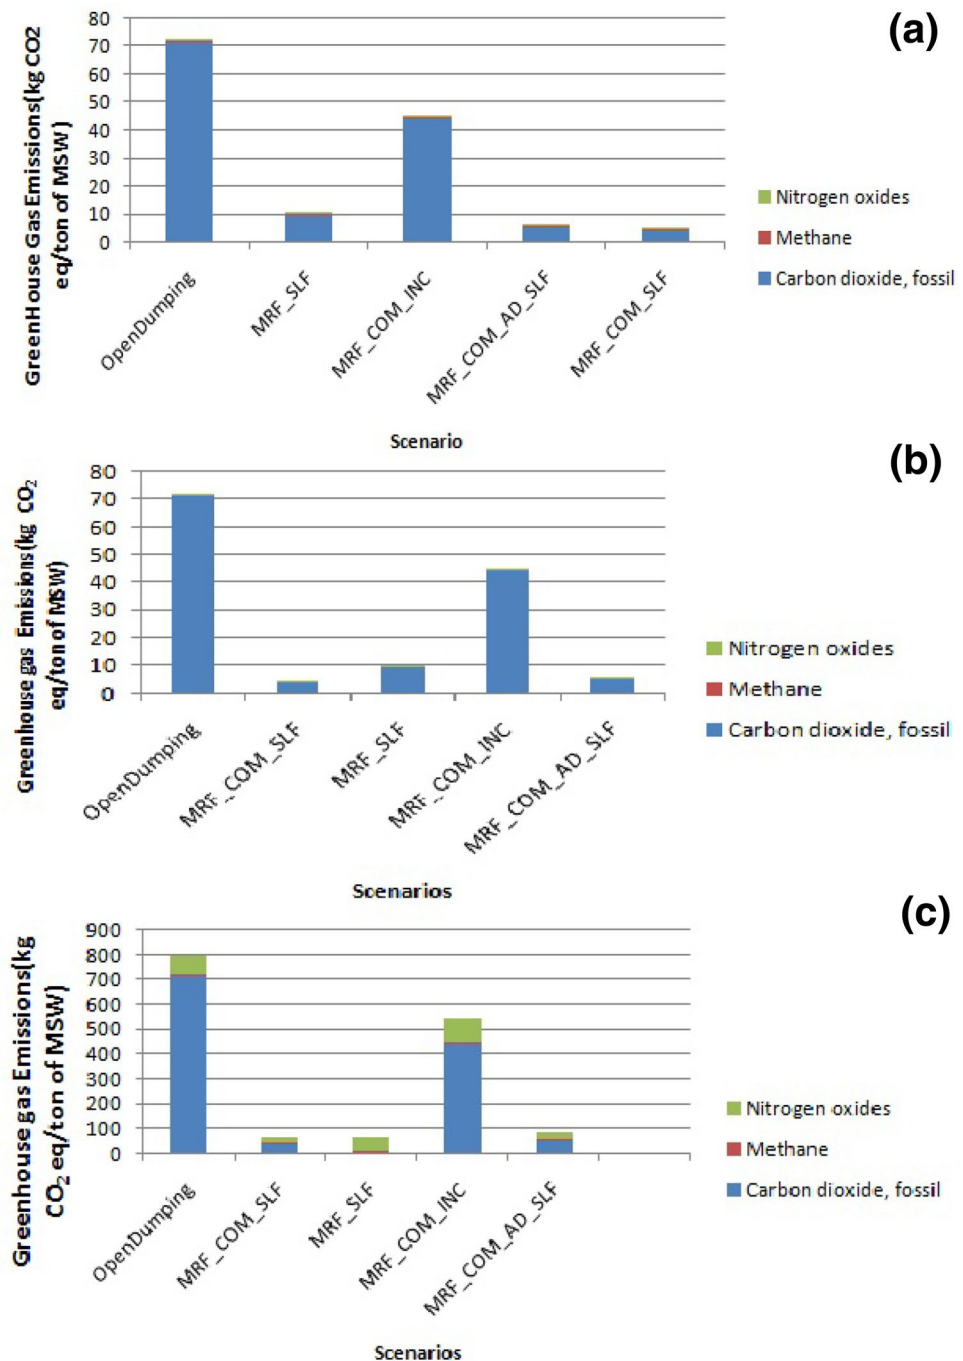 (a)
GreenHouse Gas Emissions(kg CO2
eq/ton of MSW)
80
70
60
50
40
30
20
10
0
OpenDumping
MRF_SLF
MRF_COM_INC
MRF_COM_AD_SLF
MRF_COM_SLF
Scenario
Nitrogen oxides
Methane
Carbon dioxide, fossil
(b)
Greenhouse gas Emissions(kg CO2
eq/ton of MSW)
80
70
60
50
40
30
20
10
0
OpenDumping
MRF_COM_SLF
MRF_SLF
MRF_COM_INC
MRF_COM_AD_SLF
Scenarios
Nitrogen oxides
Methane
Carbon dioxide, fossil
(c)
Greenhouse gas Emissions(kg
CO2 eq/ton of MSW)
900
800
700
600
500
400
300
200
100
0
OpenDumping
MRF_COM_SLF
MRF_SLF
MRF_COM_INC
MRF_COM_AD_SLF
Scenarios
Nitrogen oxides
Methane
Carbon dioxide, fossil